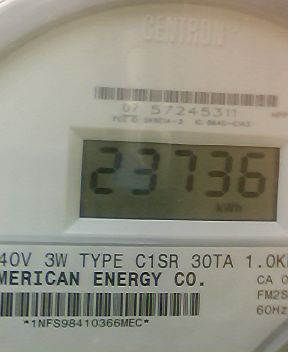 CENTRON
07 57245311
23736
kWh
40V 3W TYPE C1SR 30TA 1.0K
MERICAN ENERGY CO.
CA 0
FM2S
60Hz
*1NFS98410366MEC*